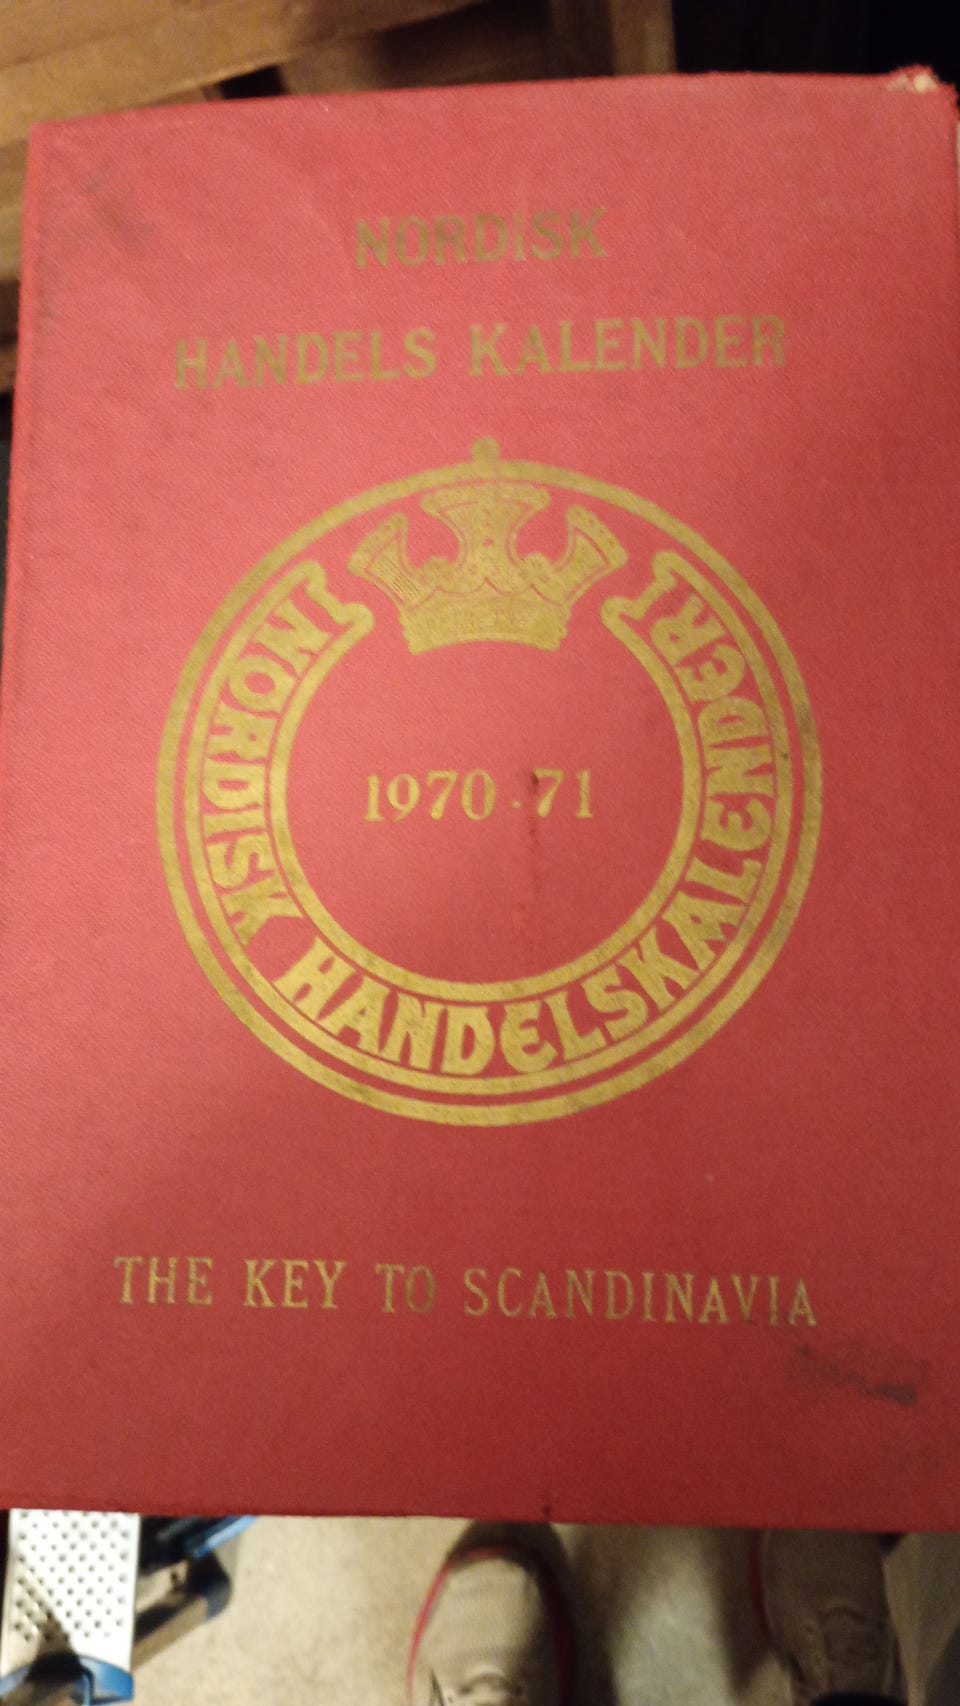 NORDISK
HANDELS KALENDER
NORDISK HANDELSKALENDER
1970-71
THE KEY TO SCANDINAVIA